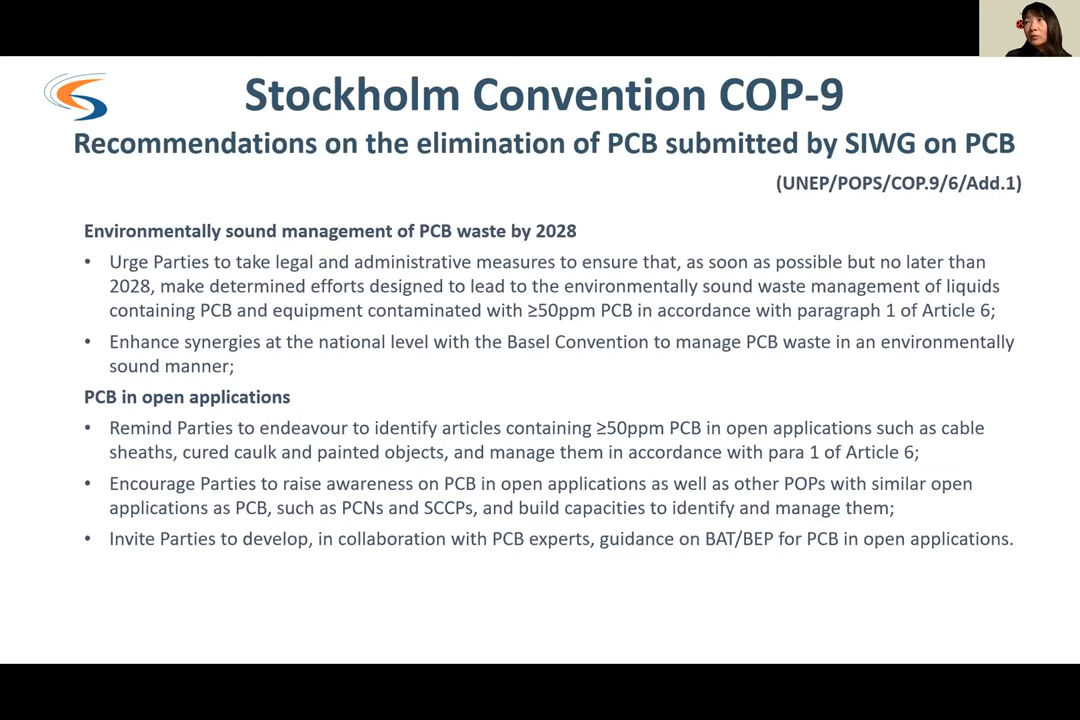 Stockholm Convention COP-9
Recommendations on the elimination of PCB submitted by SIWG on PCB
(UNEP/POPS/COP.9/6/Add.1)
Environmentally sound management of PCB waste by 2028
• Urge Parties to take legal and administrative measures to ensure that, as soon as possible but no later than
2028, make determined efforts designed to lead to the environmentally sound waste management of liquids
containing PCB and equipment contaminated with ≥50ppm PCB in accordance with paragraph 1 of Article 6;
• Enhance synergies at the national level with the Basel Convention to manage PCB waste in an environmentally
sound manner;
PCB in open applications
• Remind Parties to endeavour to identify articles containing ≥50ppm PCB in open applications such as cable
sheaths, cured caulk and painted objects, and manage them in accordance with para 1 of Article 6;
• Encourage Parties to raise awareness on PCB in open applications as well as other POPs with similar open
applications as PCB, such as PCNs and SCCPs, and build capacities to identify and manage them;
• Invite Parties to develop, in collaboration with PCB experts, guidance on BAT/BEP for PCB in open applications.